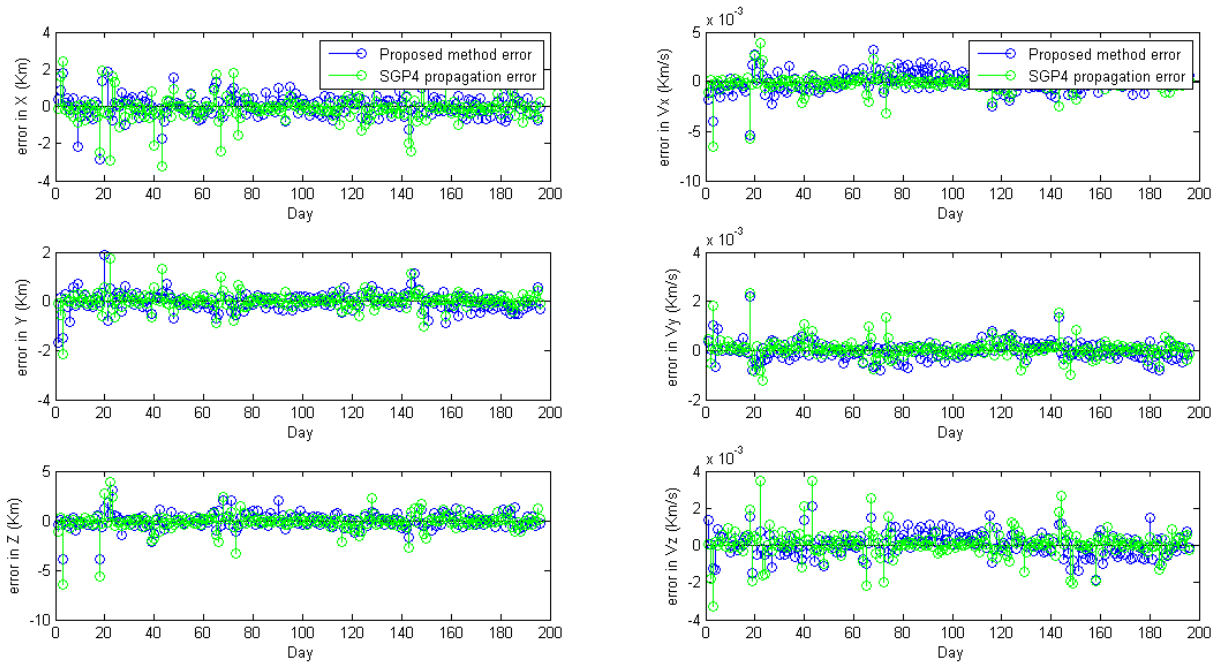 4
2
0
-2
-4
error in X (Km)
0 20 40 60 80 100 120 140 160 180 200
Day
Proposed method error
SGP4 propagation error
x 10^-3
5
0
-5
-10
error in Vx (Km/s)
0 20 40 60 80 100 120 140 160 180 200
Day
Proposed method error
SGP4 propagation error
2
0
-2
-4
error in Y (Km)
0 20 40 60 80 100 120 140 160 180 200
Day
x 10^-3
4
2
0
-2
error in Vy (Km/s)
0 20 40 60 80 100 120 140 160 180 200
Day
5
0
-5
-10
error in Z (Km)
0 20 40 60 80 100 120 140 160 180 200
Day
x 10^-3
4
2
0
-2
-4
error in Vz (Km/s)
0 20 40 60 80 100 120 140 160 180 200
Day